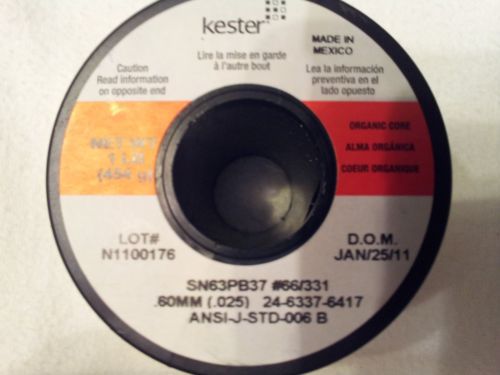 kester
MADE IN
MEXICO
Caution
Read information
on opposite end
Lire la mise en garde
à l'autre bout
Lea la información
preventiva en el
lado opuesto
NET WT
1 LB
(454 g)
ORGANIC CORE
ALMA ORGÁNICA
COEUR ORGANIQUE
LOT#
N1100176
D.O.M.
JAN/25/11
SN63PB37 #66/331
.60MM (.025) 24-6337-6417
ANSI-J-STD-006 B